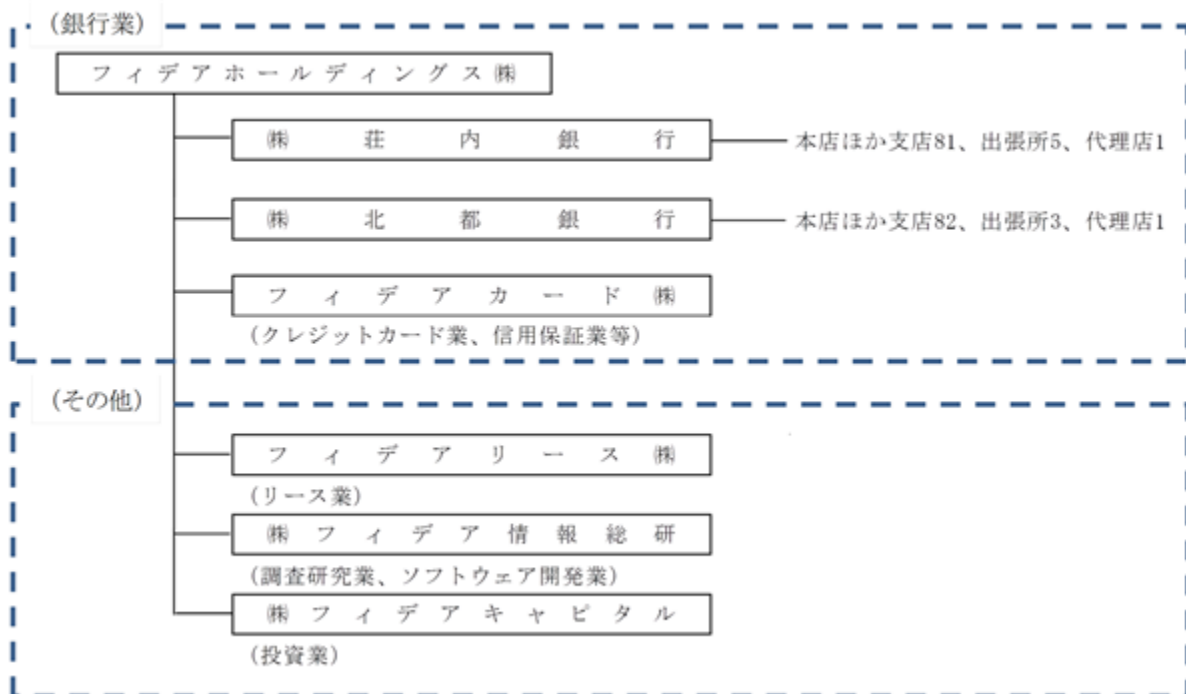 (銀行業)
フィデアホールディングス㈱
㈱荘内銀行 本店ほか支店81、出張所5、代理店1
㈱北都銀行 本店ほか支店82、出張所3、代理店1
フィデアカード㈱
(クレジットカード業、信用保証業等)
(その他)
フィデアリース㈱
(リース業)
㈱フィデア情報総研
(調査研究業、ソフトウェア開発業)
㈱フィデアキャピタル
(投資業)